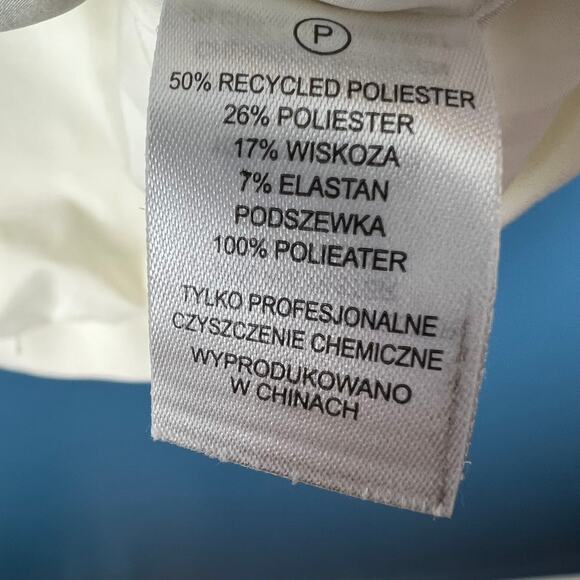 P
50% RECYCLED POLIESTER
26% POLIESTER
17% WISKOZA
7% ELASTAN
PODSZEWKA
100% POLIEATER
TYLKO PROFESJONALNE
CZYSZCZENIE CHEMICZNE
WYPRODUKOWANO
W CHINACH